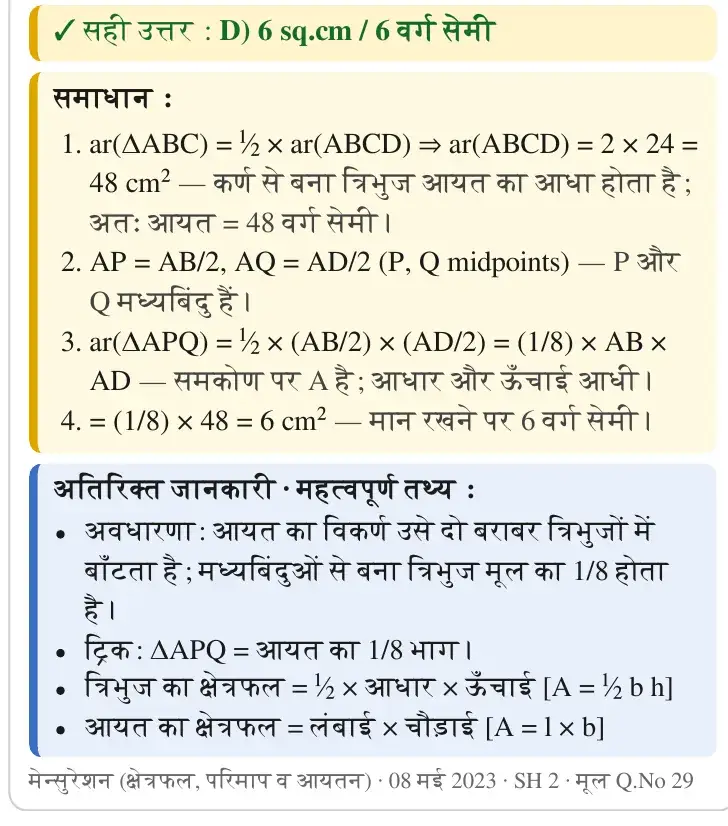 ✓ सही उत्तर : D) 6 sq.cm / 6 वर्ग सेमी
समाधान :
1. ar(ΔABC) = ½ × ar(ABCD) ⇒ ar(ABCD) = 2 × 24 =
48 cm² — कर्ण से बना त्रिभुज आयत का आधा होता है;
अतः आयत = 48 वर्ग सेमी।
2. AP = AB/2, AQ = AD/2 (P, Q midpoints) — P और
Q मध्यबिंदु हैं।
3. ar(ΔAPQ) = ½ × (AB/2) × (AD/2) = (1/8) × AB ×
AD — समकोण पर A है; आधार और ऊँचाई आधी।
4. = (1/8) × 48 = 6 cm² — मान रखने पर 6 वर्ग सेमी।
अतिरिक्त जानकारी · महत्वपूर्ण तथ्य :
• अवधारणा: आयत का विकर्ण उसे दो बराबर त्रिभुजों में
बाँटता है; मध्यबिंदुओं से बना त्रिभुज मूल का 1/8 होता
है।
• ट्रिक: ΔAPQ = आयत का 1/8 भाग।
• त्रिभुज का क्षेत्रफल = ½ × आधार × ऊँचाई [A = ½ b h]
• आयत का क्षेत्रफल = लंबाई × चौड़ाई [A = l × b]
मेन्सुरेशन (क्षेत्रफल, परिमाप व आयतन) · 08 मई 2023 · SH 2 · मूल Q.No 29